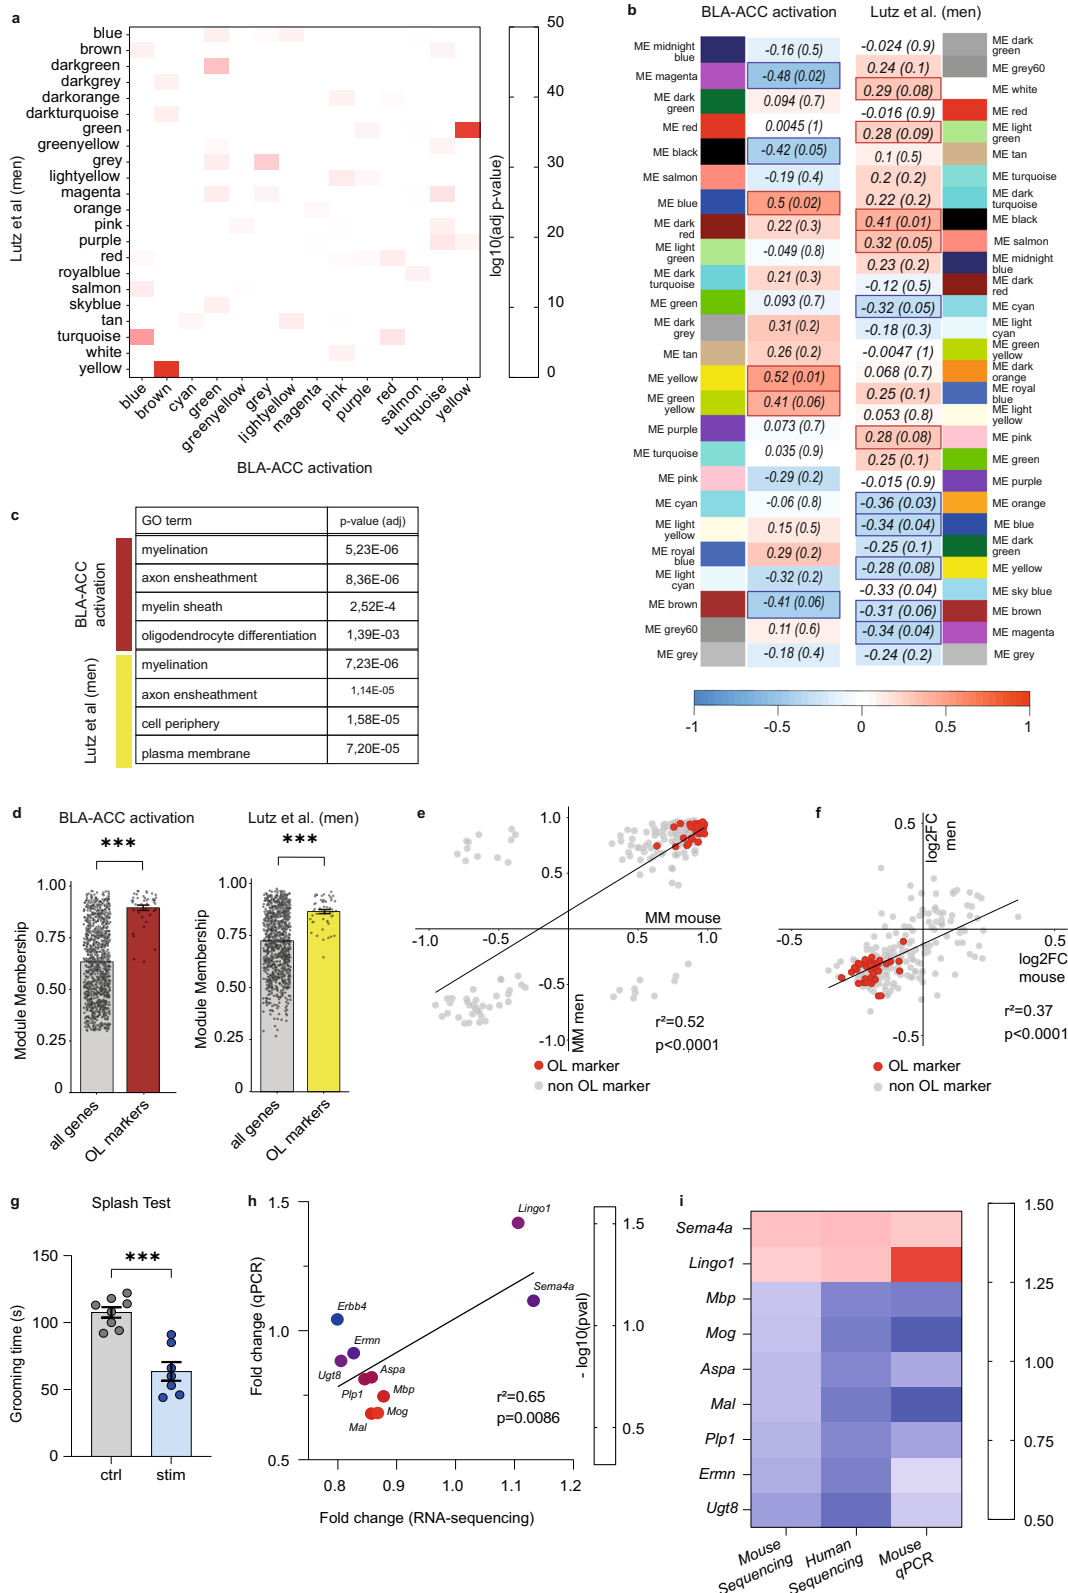 a
Lutz et al (men)
blue
brown
darkgreen
darkgrey
darkorange
darkturquoise
green
greenyellow
grey
lightyellow
magenta
orange
pink
purple
red
royalblue
salmon
skyblue
tan
turquoise
white
yellow
blue
brown
cyan
green
greenyellow
grey
lightyellow
magenta
pink
purple
red
salmon
turquoise
yellow
BLA-ACC activation
50
40
30
20
10
0
log10(adj p-value)
b
BLA-ACC activation
Lutz et al. (men)
ME midnight blue -0.16 (0.5)
ME magenta -0.48 (0.02)
ME dark green 0.094 (0.7)
ME red 0.0045 (1)
ME black -0.42 (0.05)
ME salmon -0.19 (0.4)
ME blue 0.5 (0.02)
ME dark red 0.22 (0.3)
ME light green -0.049 (0.8)
ME dark turquoise 0.21 (0.3)
ME green 0.093 (0.7)
ME dark grey 0.31 (0.2)
ME tan 0.26 (0.2)
ME yellow 0.52 (0.01)
ME green yellow 0.41 (0.06)
ME purple 0.073 (0.7)
ME turquoise 0.035 (0.9)
ME pink -0.29 (0.2)
ME cyan -0.06 (0.8)
ME light yellow 0.15 (0.5)
ME royal blue 0.29 (0.2)
ME light cyan -0.32 (0.2)
ME brown -0.41 (0.06)
ME grey60 0.11 (0.6)
ME grey -0.18 (0.4)
-0.024 (0.9) ME dark green
0.24 (0.1) ME grey60
0.29 (0.08) ME white
-0.016 (0.9) ME red
0.28 (0.09) ME light green
0.1 (0.5) ME tan
0.2 (0.2) ME turquoise
0.22 (0.2) ME dark turquoise
0.41 (0.01) ME black
0.32 (0.05) ME salmon
0.23 (0.2) ME midnight blue
-0.12 (0.5) ME dark red
-0.32 (0.05) ME cyan
-0.18 (0.3) ME light cyan
-0.0047 (1) ME green yellow
0.068 (0.7) ME dark orange
0.25 (0.1) ME royal blue
0.053 (0.8) ME light yellow
0.28 (0.08) ME pink
0.25 (0.1) ME green
-0.015 (0.9) ME purple
-0.36 (0.03) ME orange
-0.34 (0.04) ME blue
-0.25 (0.1) ME dark green
-0.28 (0.08) ME yellow
-0.33 (0.04) ME sky blue
-0.31 (0.06) ME brown
-0.34 (0.04) ME magenta
-0.24 (0.2) ME grey
-1 -0.5 0 0.5 1
c
BLA-ACC activation
Lutz et al (men)
GO term p-value (adj)
myelination 5,23E-06
axon ensheathment 8,36E-06
myelin sheath 2,52E-4
oligodendrocyte differentiation 1,39E-03
myelination 7,23E-06
axon ensheathment 1,14E-05
cell periphery 1,58E-05
plasma membrane 7,20E-05
d
BLA-ACC activation
***
Module Membership
1.00
0.75
0.50
0.25
0
all genes
OL markers
Lutz et al. (men)
***
Module Membership
1.00
0.75
0.50
0.25
0
all genes
OL markers
e
1.0
0.5
-0.5
-1.0
-1.0 -0.5 0.5 1.0
MM mouse
MM men
r²=0.52
p<0.0001
OL marker
non OL marker
f
0.5
-0.5
-0.5 0.5
log2FC men
log2FC mouse
r²=0.37
p<0.0001
OL marker
non OL marker
g
Splash Test
***
Grooming time (s)
150
100
50
0
ctrl stim
h
Fold change (qPCR)
1.5
1.0
0.5
0.8 0.9 1.0 1.1 1.2
Fold change (RNA-sequencing)
Lingo1
Sema4a
Erbb4
Ermn
Ugt8
Aspa
Plp1
Mbp
Mog
Mal
r²=0.65
p=0.0086
1.5
1.0
0.5
- log10(pval)
i
Sema4a
Lingo1
Mbp
Mog
Aspa
Mal
Plp1
Ermn
Ugt8
Mouse Sequencing
Human Sequencing
Mouse qPCR
1.50
1.25
1.00
0.75
0.50